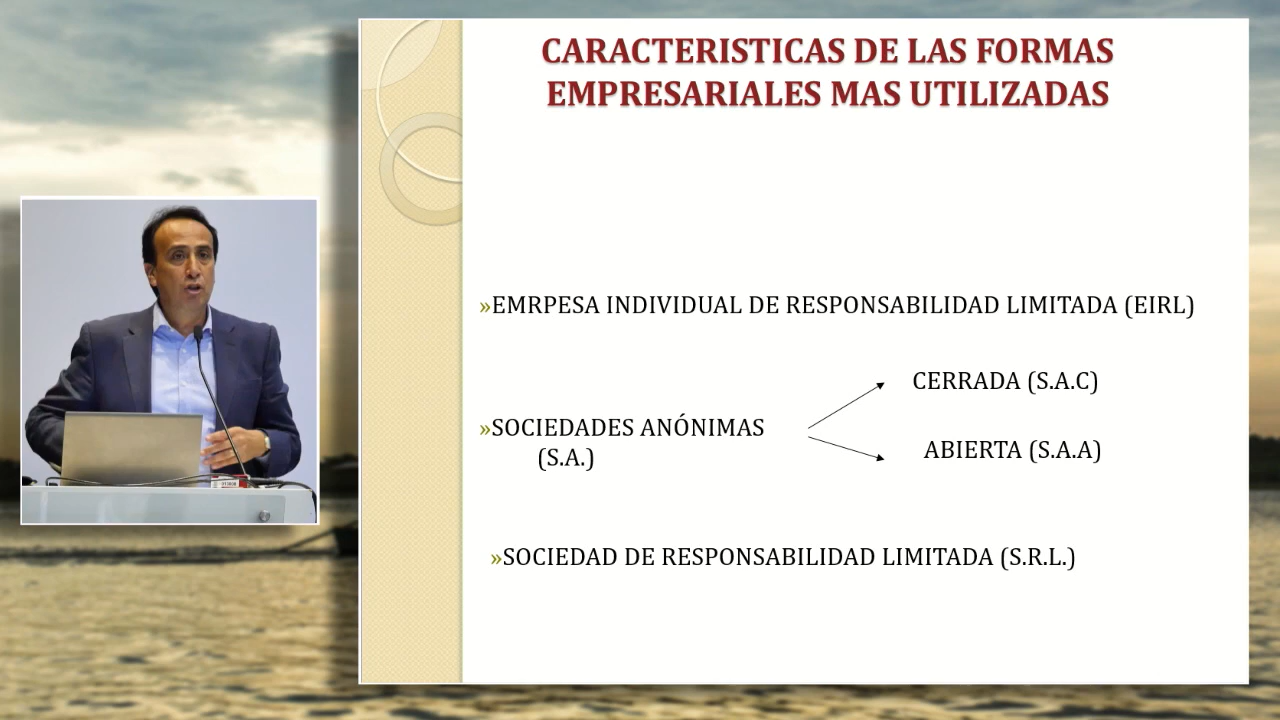 CARACTERISTICAS DE LAS FORMAS
EMPRESARIALES MAS UTILIZADAS
»EMRPESA INDIVIDUAL DE RESPONSABILIDAD LIMITADA (EIRL)
CERRADA (S.A.C)
»SOCIEDADES ANÓNIMAS
(S.A.)
ABIERTA (S.A.A)
»SOCIEDAD DE RESPONSABILIDAD LIMITADA (S.R.L.)